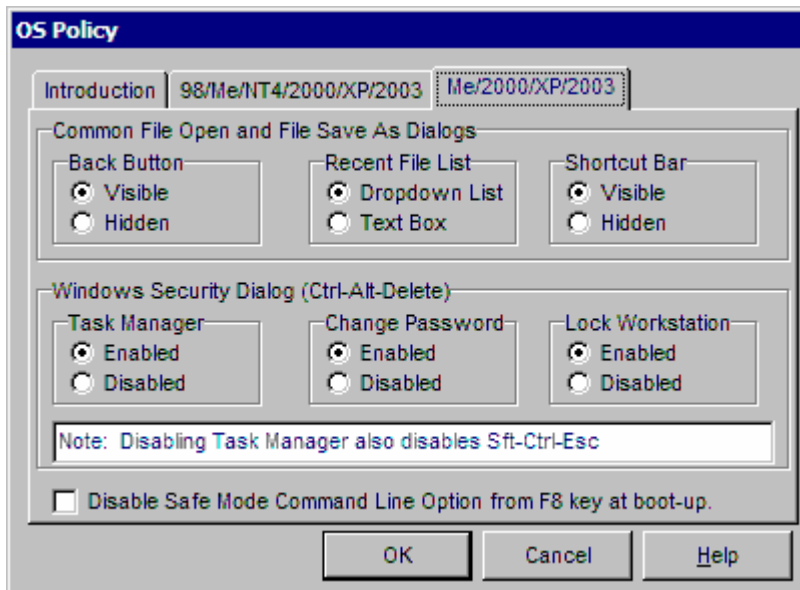 OS Policy
Introduction 98/Me/NT4/2000/XP/2003 Me/2000/XP/2003
Common File Open and File Save As Dialogs
Back Button Recent File List Shortcut Bar
Visible Dropdown List Visible
Hidden Text Box Hidden
Windows Security Dialog (Ctrl-Alt-Delete)
Task Manager Change Password Lock Workstation
Enabled Enabled Enabled
Disabled Disabled Disabled
Note: Disabling Task Manager also disables Sft-Ctrl-Esc
Disable Safe Mode Command Line Option from F8 key at boot-up.
OK Cancel Help